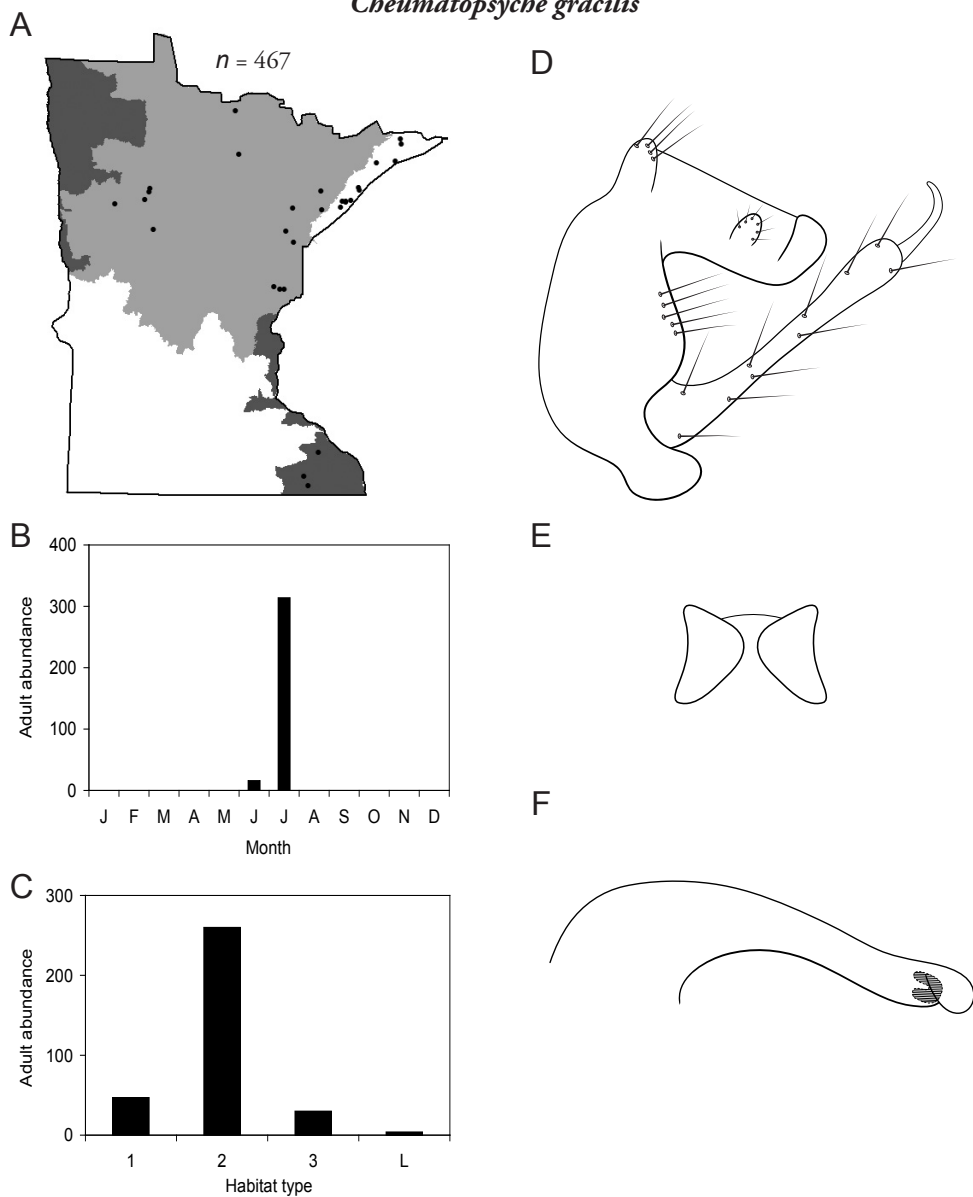 Cheumatopsyche gracilis
A
n = 467
B
400
300
200
100
0
Adult abundance
J F M A M J J A S O N D
Month
C
300
200
100
0
Adult abundance
1 2 3 L
Habitat type
D
E
F